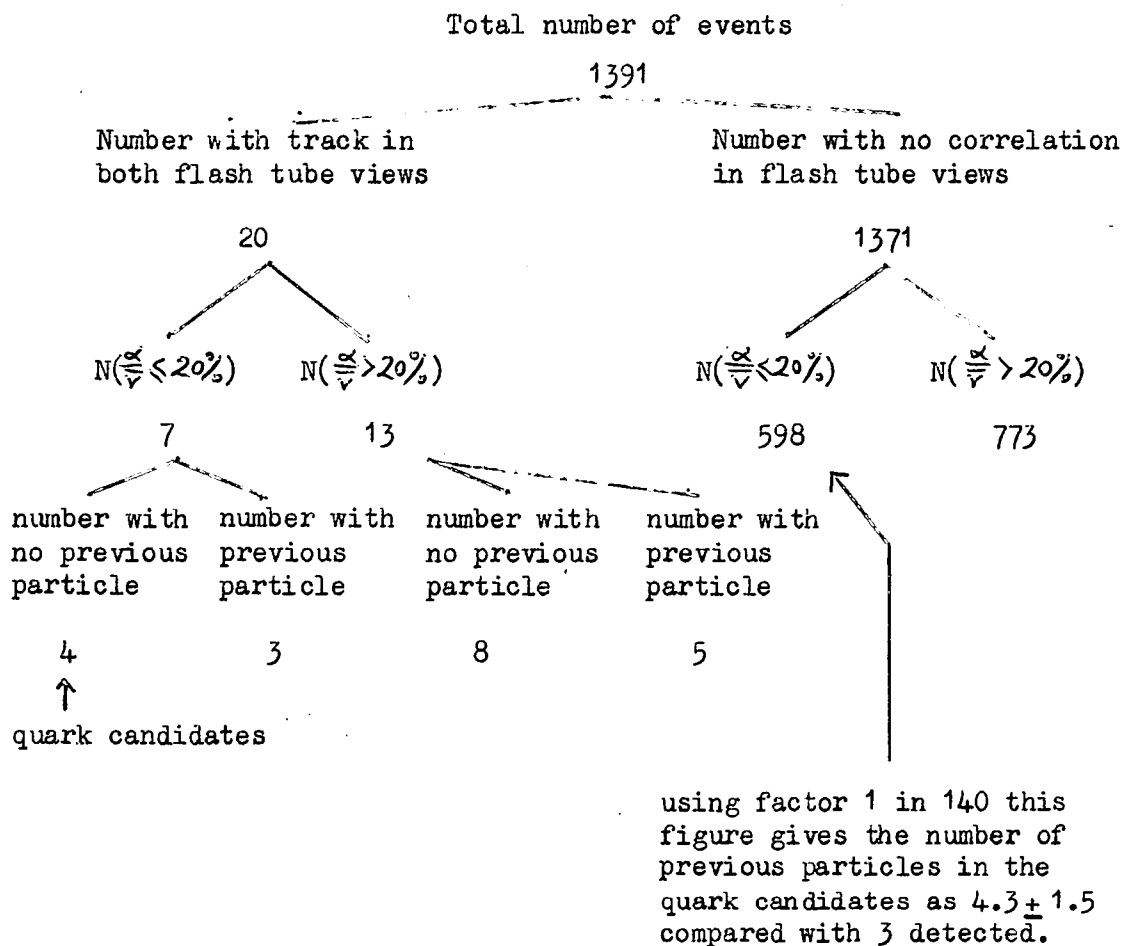 Total number of events
1391
Number with track in
both flash tube views
Number with no correlation
in flash tube views
20
1371
N(α/v ≤ 20%) N(α/v > 20%)
N(α/v ≤ 20%) N(α/v > 20%)
7
13
598
773
number with
no previous
particle
number with
previous
particle
number with
no previous
particle
number with
previous
particle
4
3
8
5
↑
quark candidates
using factor 1 in 140 this
figure gives the number of
previous particles in the
quark candidates as 4.3 ± 1.5
compared with 3 detected.